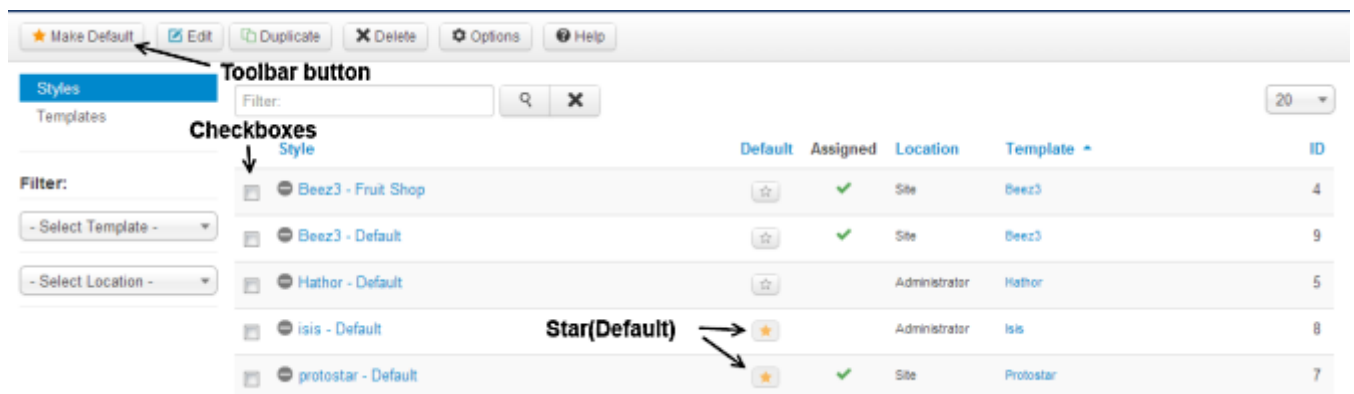 Make Default Edit Duplicate Delete Options Help
Toolbar button
Styles
Templates
Filter:
20
Checkboxes
Style Default Assigned Location Template ID
Filter:
- Select Template -
- Select Location -
Beez3 - Fruit Shop Site Beez3 4
Beez3 - Default Site Beez3 9
Hathor - Default Administrator Hathor 5
isis - Default Star(Default) Administrator Isis 8
protostar - Default Site Protostar 7